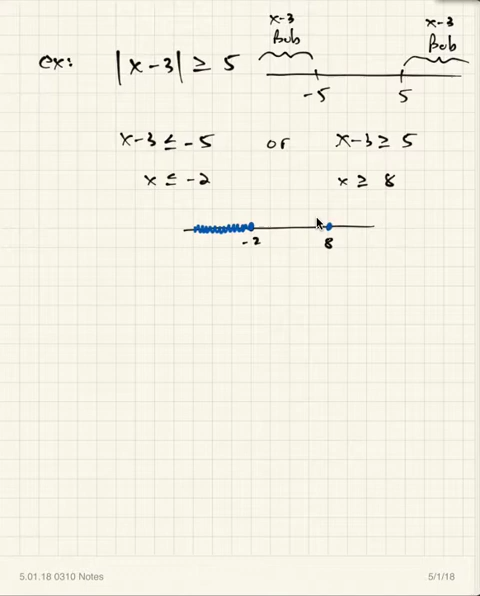 x-3 x-3
Bob Bob
ex: |x-3| ≥ 5
-5 5
x-3 ≤ -5 or x-3 ≥ 5
x ≤ -2 x ≥ 8
-2 8
5.01.18 0310 Notes 5/1/18